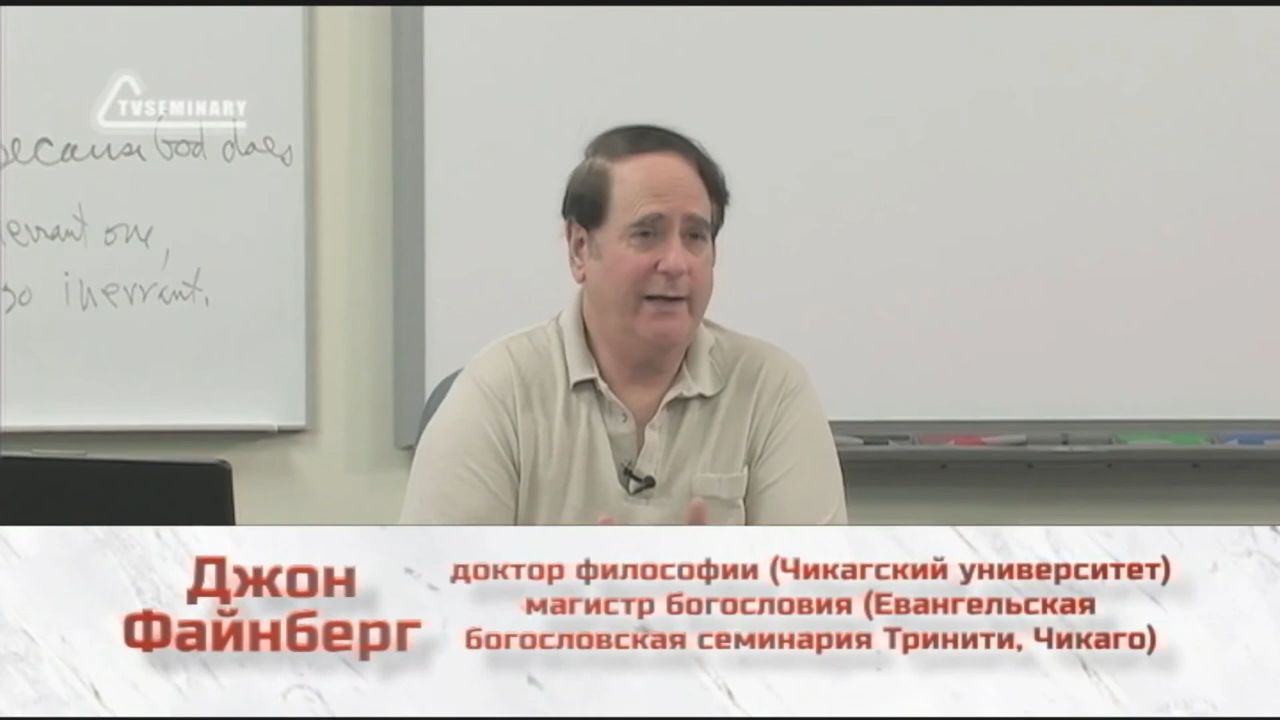 TVSEMINARY
because God does
errant one,
so inerrant.
Джон
Файнберг
доктор философии (Чикагский университет)
магистр богословия (Евангельская
богословская семинария Тринити, Чикаго)